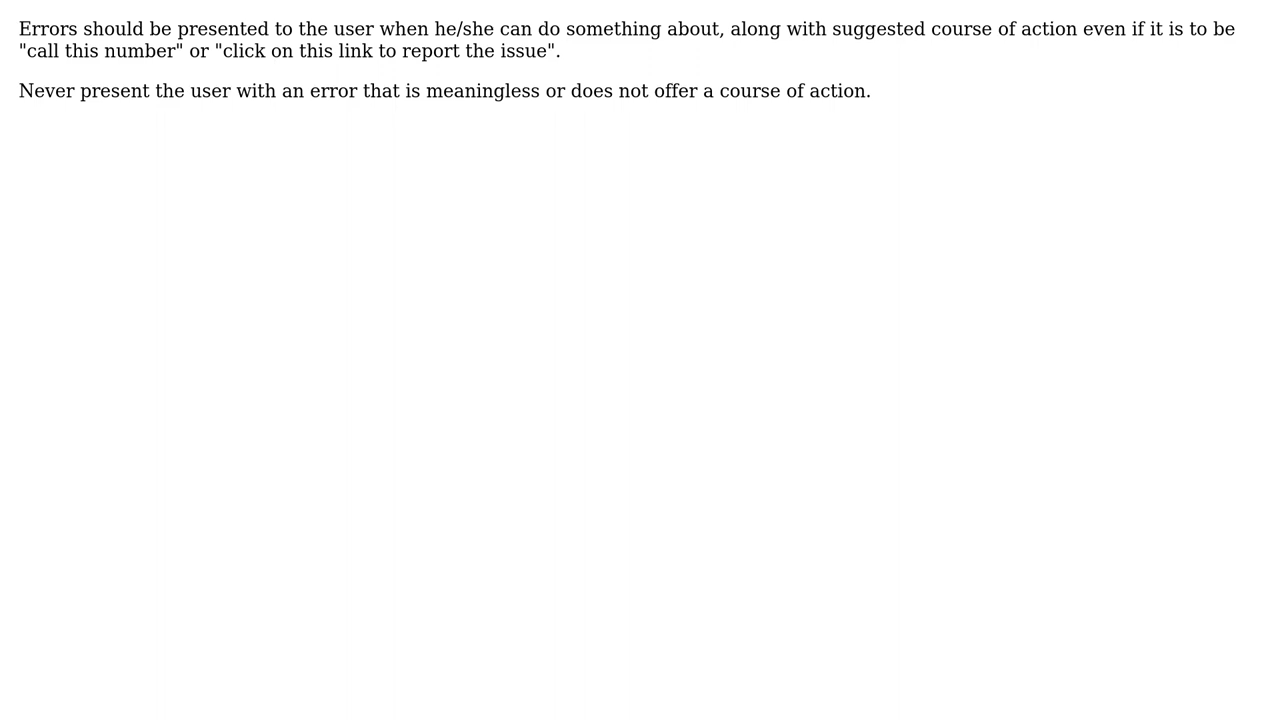 Errors should be presented to the user when he/she can do something about, along with suggested course of action even if it is to be
"call this number" or "click on this link to report the issue".
Never present the user with an error that is meaningless or does not offer a course of action.